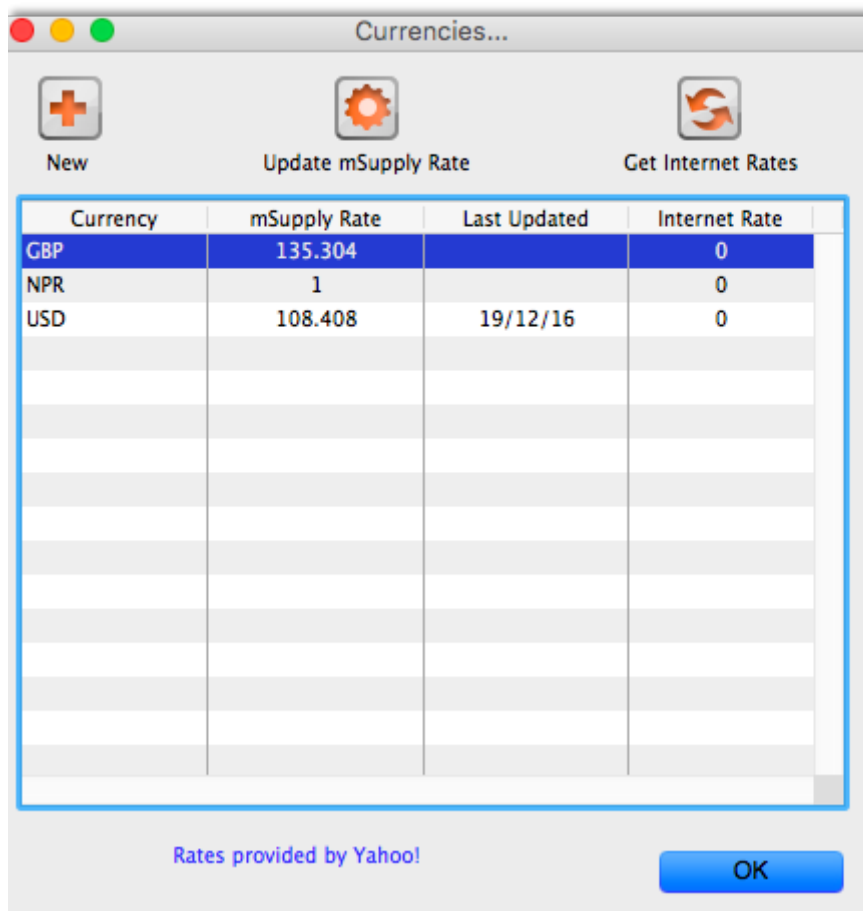 Currencies...
New Update mSupply Rate Get Internet Rates
Currency mSupply Rate Last Updated Internet Rate
GBP 135.304 0
NPR 1 0
USD 108.408 19/12/16 0
Rates provided by Yahoo!
OK